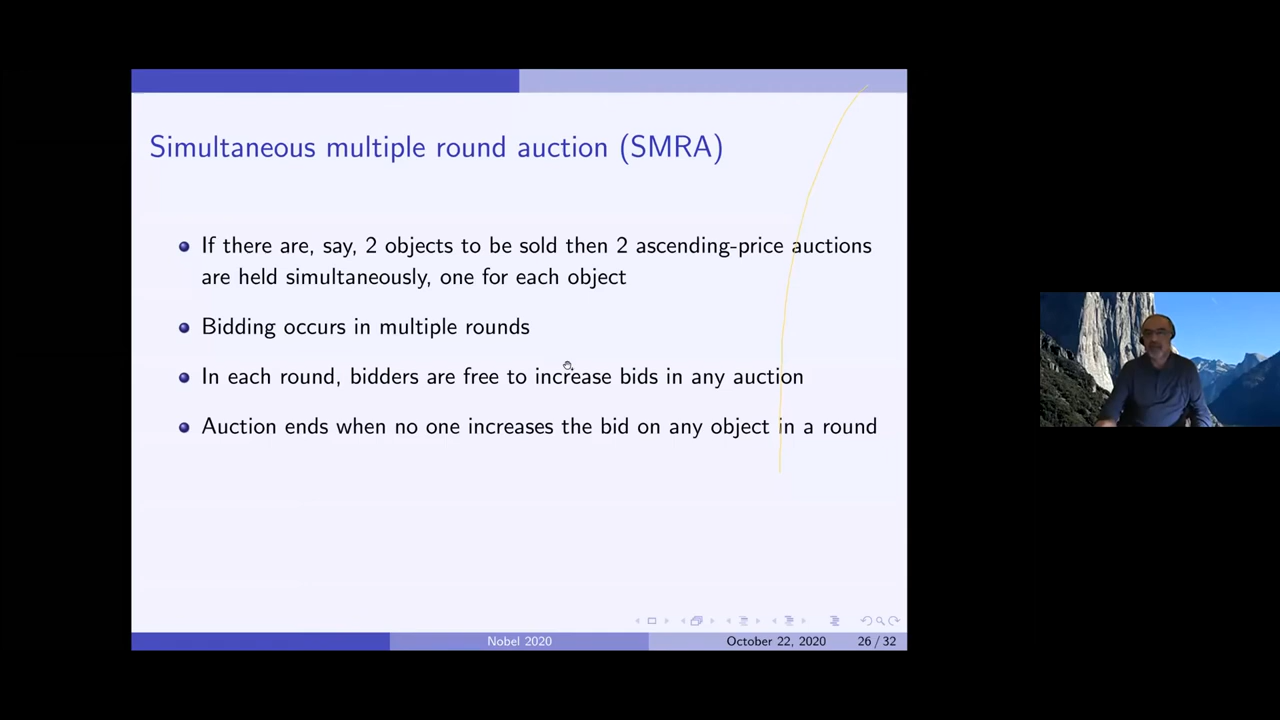 Simultaneous multiple round auction (SMRA)
If there are, say, 2 objects to be sold then 2 ascending-price auctions
are held simultaneously, one for each object
Bidding occurs in multiple rounds
In each round, bidders are free to increase bids in any auction
Auction ends when no one increases the bid on any object in a round
Nobel 2020 October 22, 2020 26 / 32